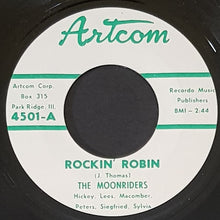 Artcom
Artcom Corp.
Box 315
Park Ridge, Ill.
4501-A
Recordo Music
Publishers
BMI - 2:44
ROCKIN' ROBIN
(J. Thomas)
THE MOONRIDERS
Hickey, Lees, Macomber,
Peters, Siegfried, Sylvia